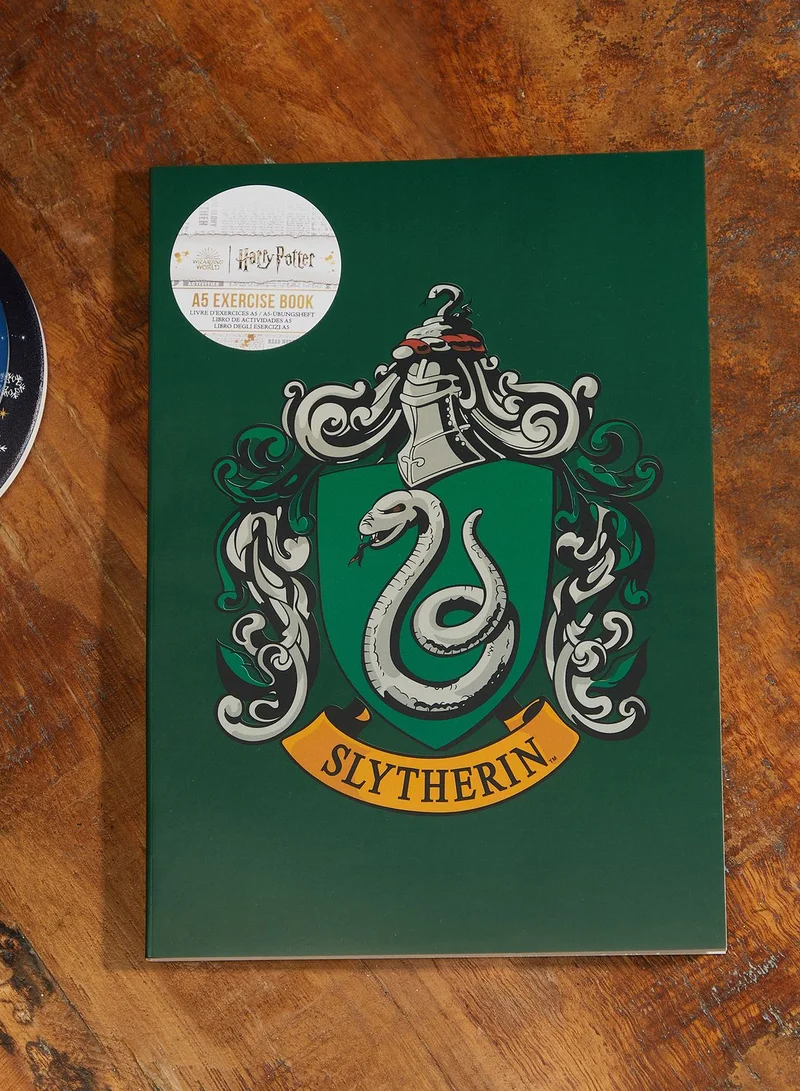 WIZARDING
WORLD
Harry Potter
A5 EXERCISE BOOK
LIVRE D'EXERCICES A5 / A5-ÜBUNGSHEFT
LIBRO DE ACTIVIDADES A5
LIBRO DEGLI ESERCIZI A5
SLYTHERIN™